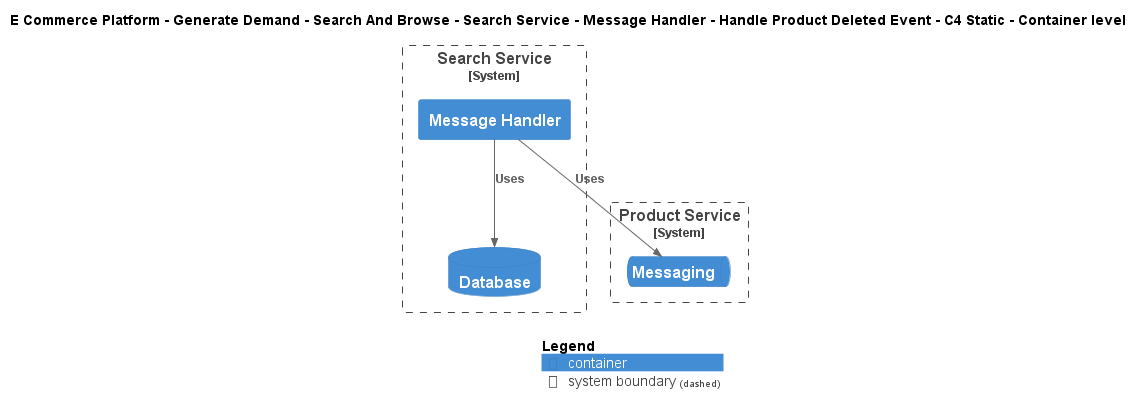 E Commerce Platform - Generate Demand - Search And Browse - Search Service - Message Handler - Handle Product Deleted Event - C4 Static - Container level
Search Service
[System]
Message Handler
Uses
Uses
Product Service
[System]
Messaging
Database
Legend
container
system boundary (dashed)